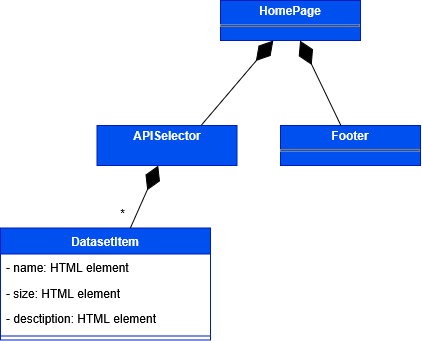 HomePage
APISelector
Footer
*
DatasetItem
- name: HTML element
- size: HTML element
- desctiption: HTML element